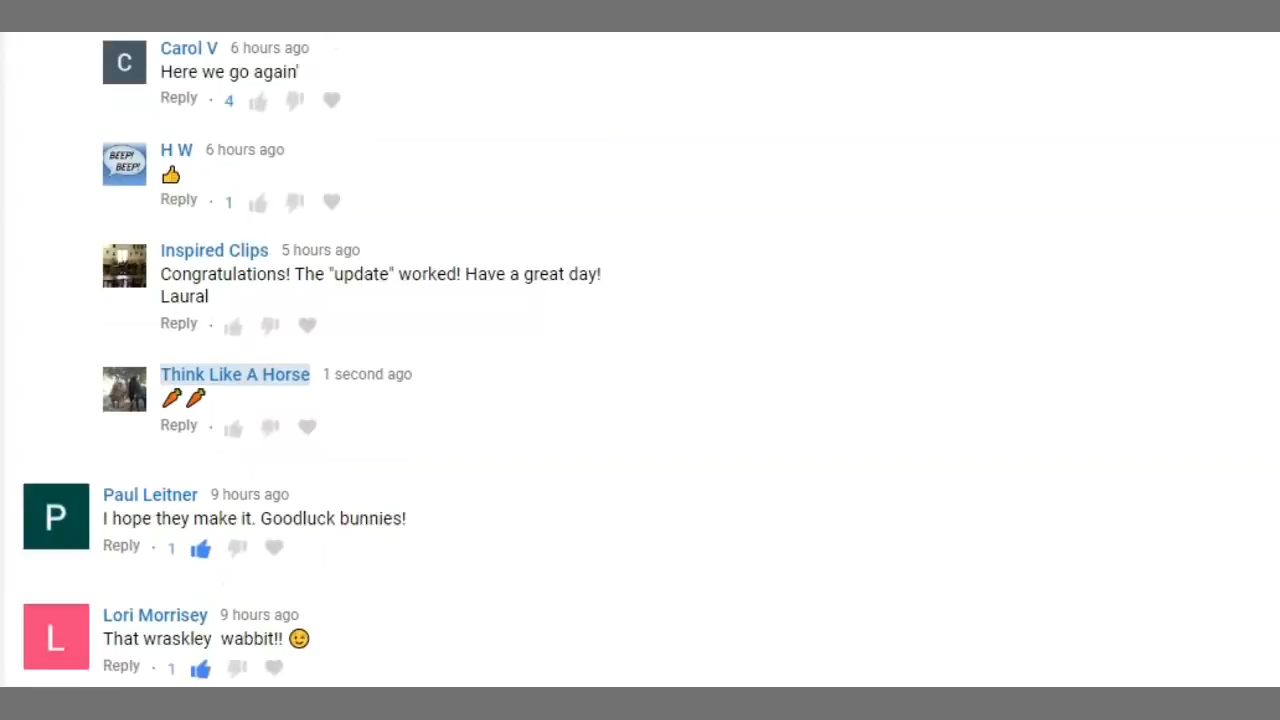 C
Carol V 6 hours ago
Here we go again'
Reply · 4
BEEP!
BEEP!
H W 6 hours ago
👍
Reply · 1
Inspired Clips 5 hours ago
Congratulations! The "update" worked! Have a great day!
Laural
Reply ·
Think Like A Horse 1 second ago
🥕🥕
Reply ·
P
Paul Leitner 9 hours ago
I hope they make it. Goodluck bunnies!
Reply · 1
L
Lori Morrisey 9 hours ago
That wraskley wabbit!! 😉
Reply · 1